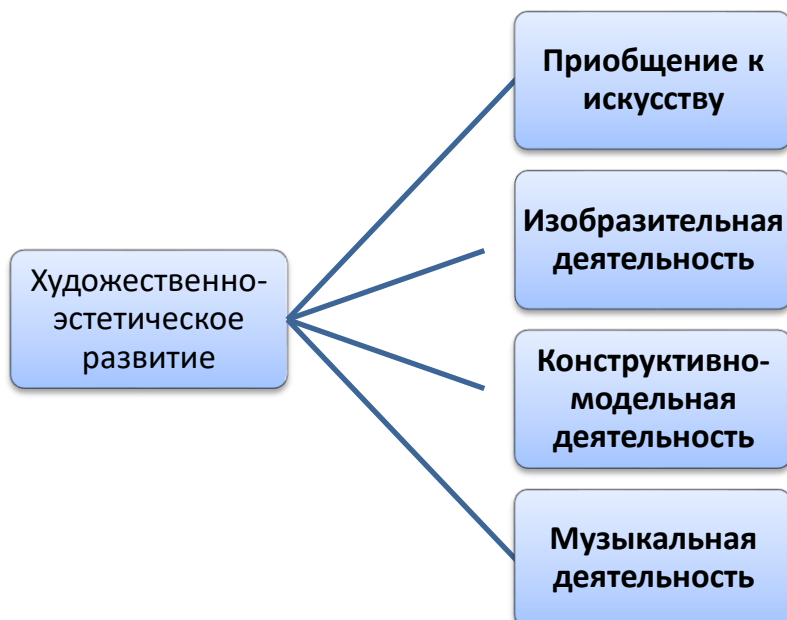 Приобщение к
искусству
Изобразительная
деятельность
Художественно-
эстетическое
развитие
Конструктивно-
модельная
деятельность
Музыкальная
деятельность